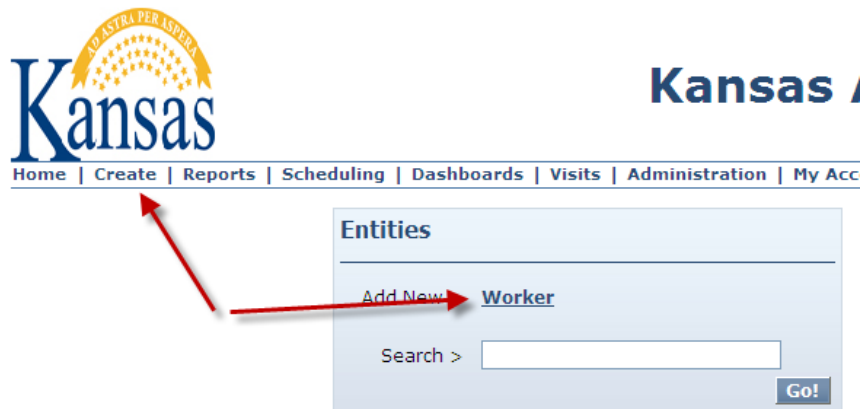 AD ASTRA PER ASPERA
Kansas
Kansas
Home | Create | Reports | Scheduling | Dashboards | Visits | Administration | My Acc
Entities
Add New Worker
Search >
Go!